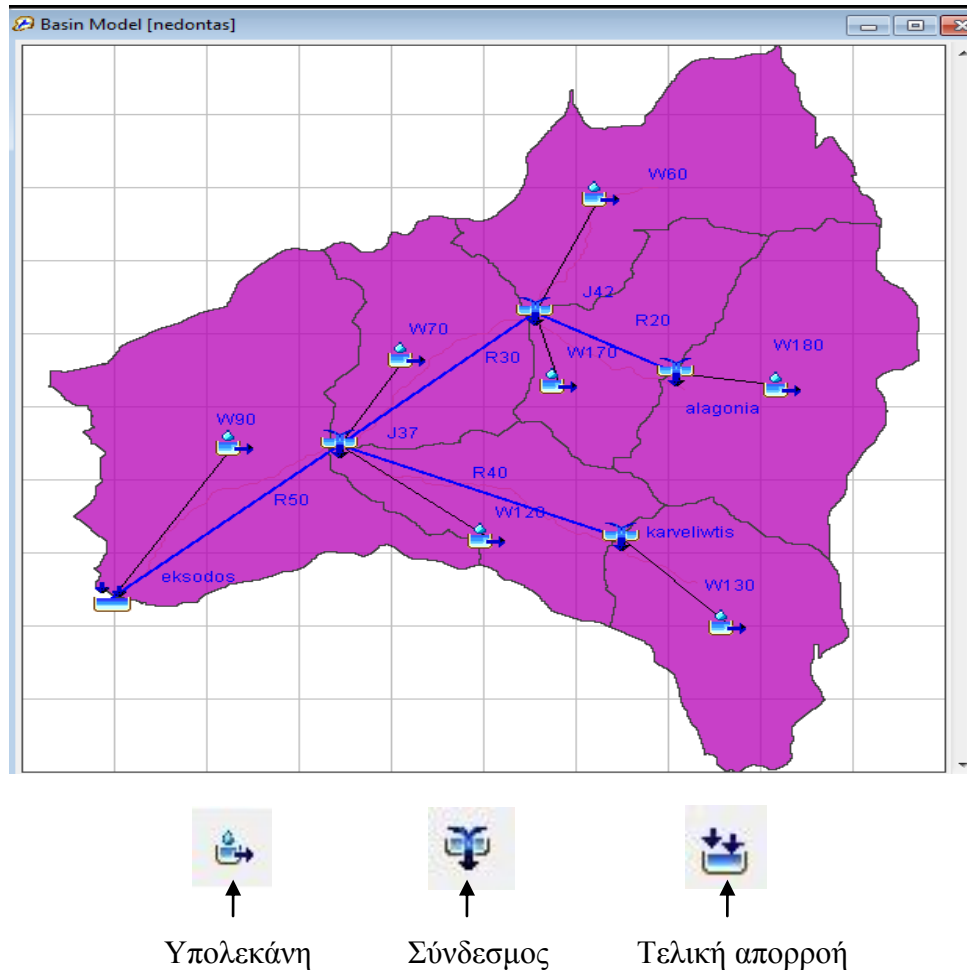 Basin Model [nedontas]
W60
J42
R20
W70
R30
W170
W180
alagonia
W90
J37
R40
R50
W120
karveliwtis
eksodos
W130
Υπολεκάνη
Σύνδεσμος
Τελική απορροή